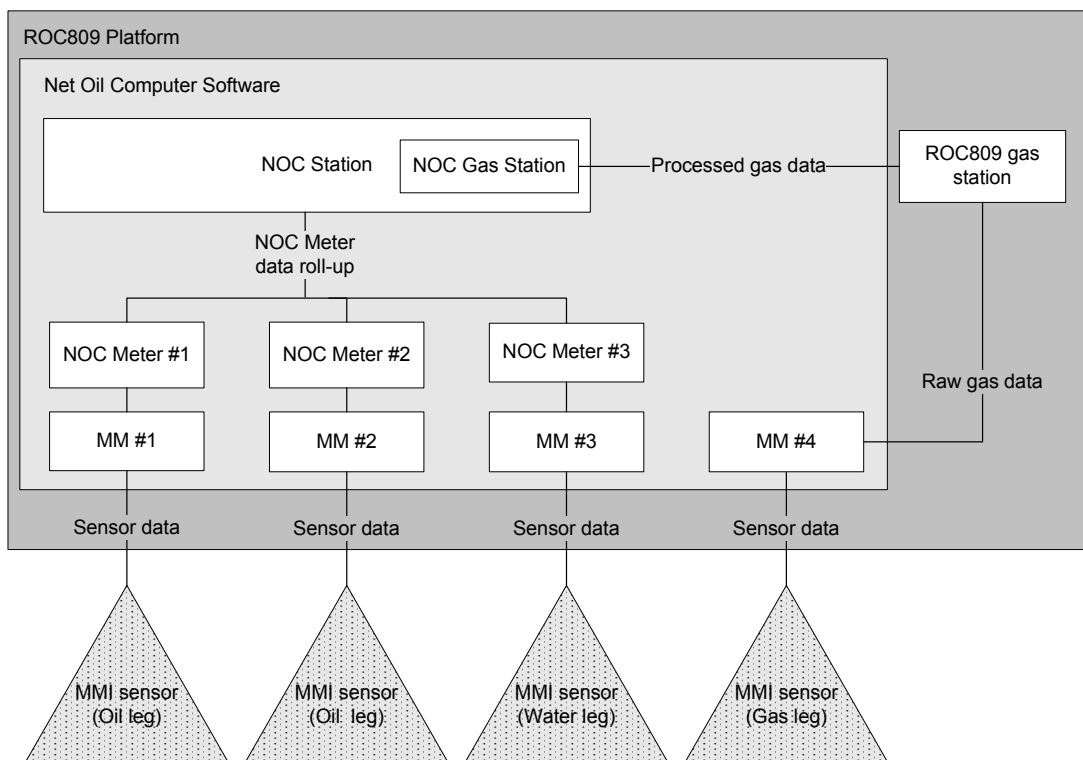 ROC809 Platform
Net Oil Computer Software
NOC Station
NOC Gas Station
Processed gas data
ROC809 gas
station
NOC Meter
data roll-up
NOC Meter #1
NOC Meter #2
NOC Meter #3
Raw gas data
MM #1
MM #2
MM #3
MM #4
Sensor data
Sensor data
Sensor data
Sensor data
MMI sensor
(Oil leg)
MMI sensor
(Oil leg)
MMI sensor
(Water leg)
MMI sensor
(Gas leg)